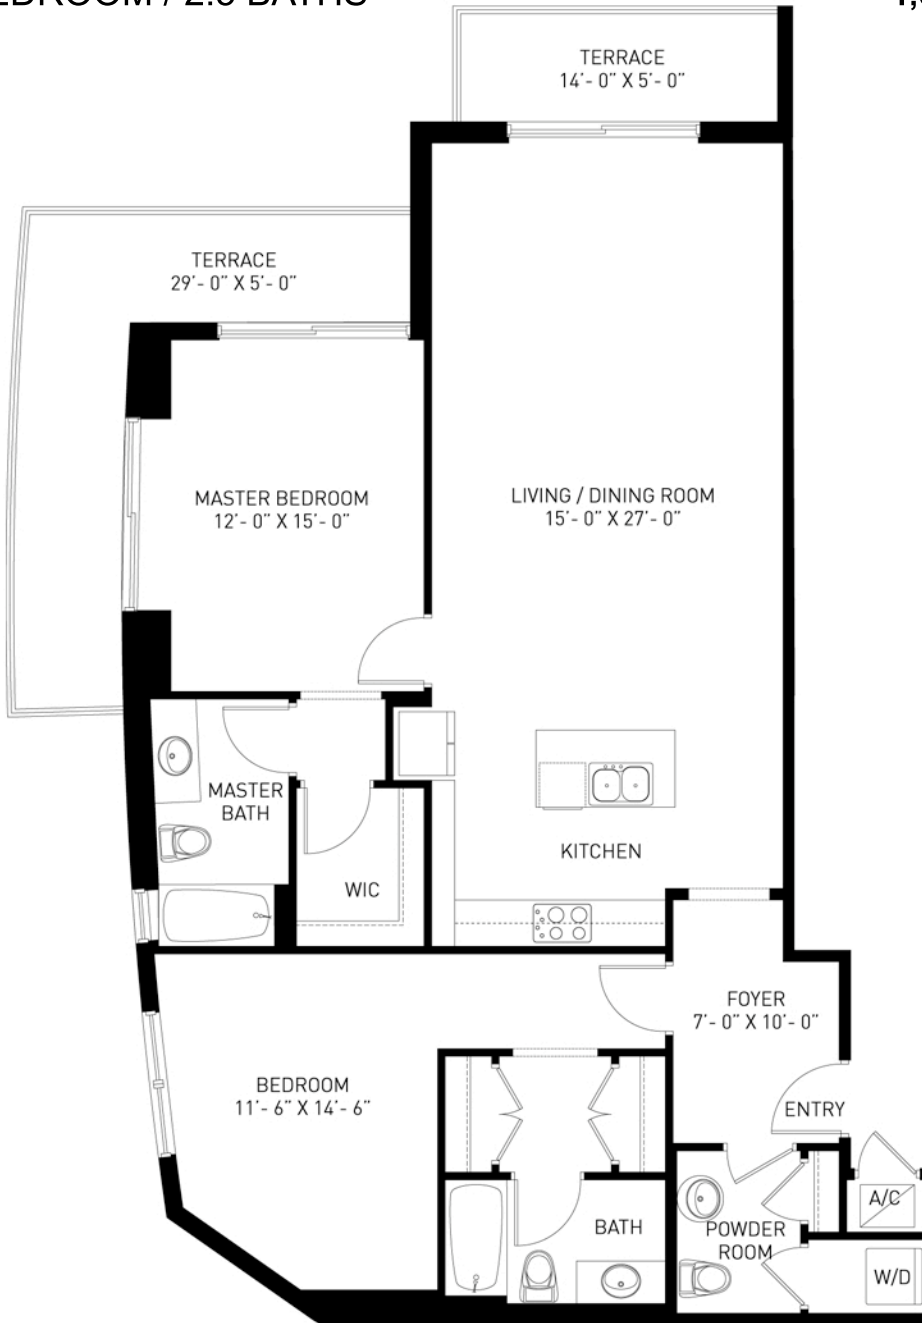 BATHS
TERRACE
14'- 0" X 5'- 0"
TERRACE
29'- 0" X 5'- 0"
MASTER BEDROOM
12'- 0" X 15'- 0"
LIVING / DINING ROOM
15'- 0" X 27'- 0"
MASTER
BATH
KITCHEN
WIC
FOYER
7'- 0" X 10'- 0"
BEDROOM
11'- 6" X 14'- 6"
ENTRY
A/C
BATH
POWDER
ROOM
W/D